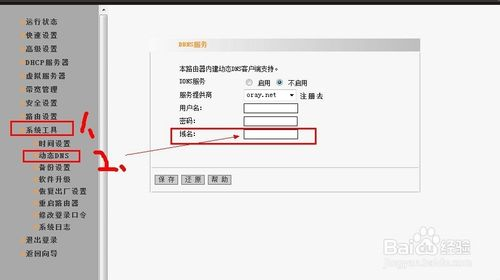 运行状态
快速设置
高级设置
DHCP服务器
虚拟服务器
带宽管理
安全设置
路由设置
系统工具
1.
时间设置
动态DNS
2.
备份设置
软件升级
恢复出厂设置
重启路由器
修改登录口令
系统日志
退出登录
返回向导
DDNS服务
本路由器内建动态DNS客户端支持。
DDNS服务 启用 不启用
服务提供商 oray.net 注册去
用户名:
密码:
域名:
保存 还原 帮助
Baidu经验
jingyan.baidu.com